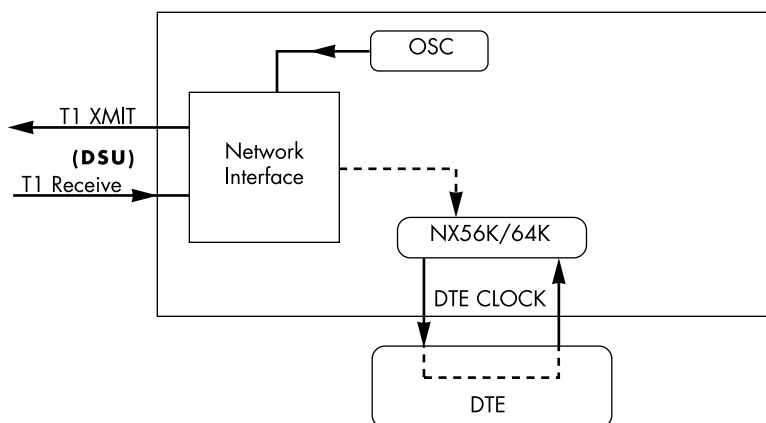 OSC
T1 XMIT
(DSU)
T1 Receive
Network
Interface
NX56K/64K
DTE CLOCK
DTE